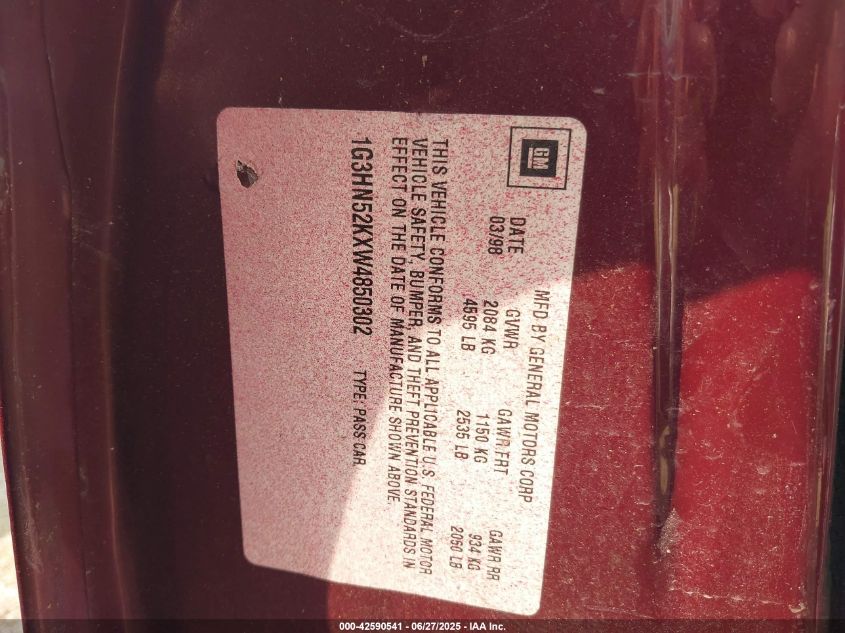 GM
MFD BY GENERAL MOTORS CORP
DATE GVWR GAWR FRT GAWR RR
03/98 2084 KG 1150 KG 934 KG
4595 LB 2535 LB 2060 LB
THIS VEHICLE CONFORMS TO ALL APPLICABLE U.S. FEDERAL MOTOR
VEHICLE SAFETY, BUMPER, AND THEFT PREVENTION STANDARDS IN
EFFECT ON THE DATE OF MANUFACTURE SHOWN ABOVE.
1G3HN52KXW4850302 TYPE: PASS CAR
000-42590541 - 06/27/2025 - IAA Inc.